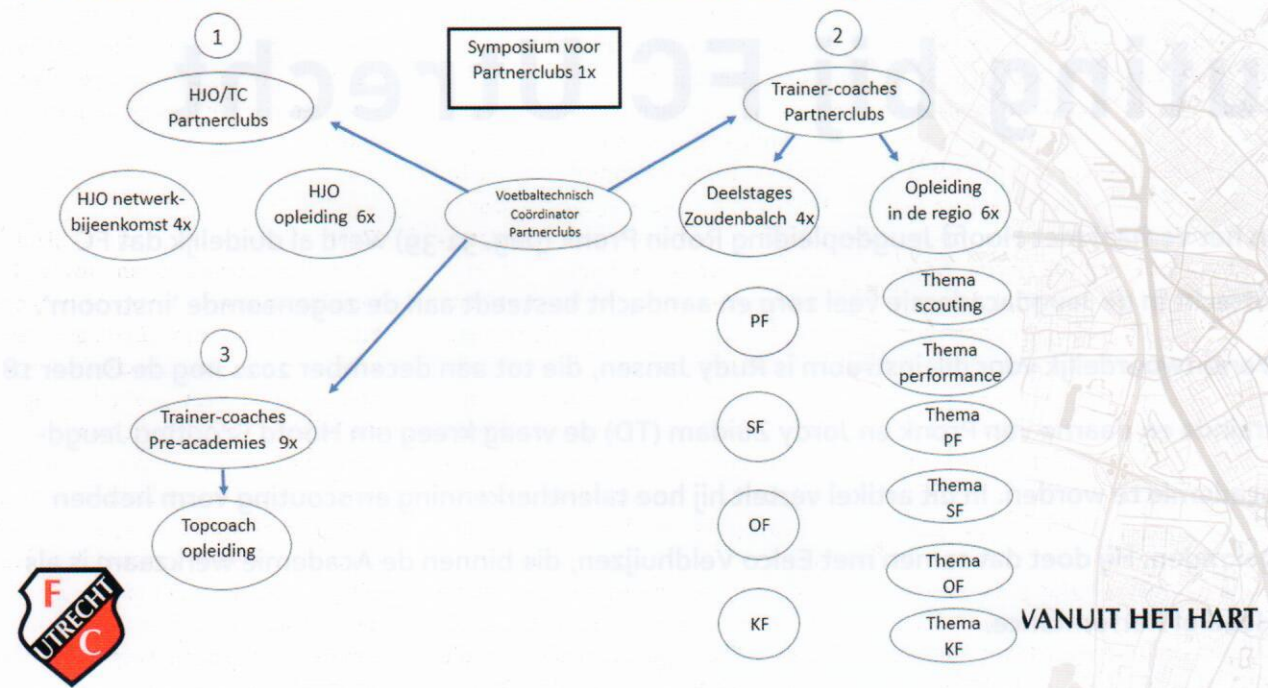 1
HJO/TC
Partnerclubs
Symposium voor
Partnerclubs 1x
2
Trainer-coaches
Partnerclubs
HJO netwerk-
bijeenkomst 4x
HJO
opleiding 6x
Voetbaltechnisch
Coördinator
Partnerclubs
Deelstages
Zoudenbalch 4x
Opleiding
in de regio 6x
PF
SF
OF
KF
Thema
scouting
Thema
performance
Thema
PF
Thema
SF
Thema
OF
Thema
KF
3
Trainer-coaches
Pre-academies 9x
Topcoach
opleiding
F
UTRECHT
C
VANUIT HET HART